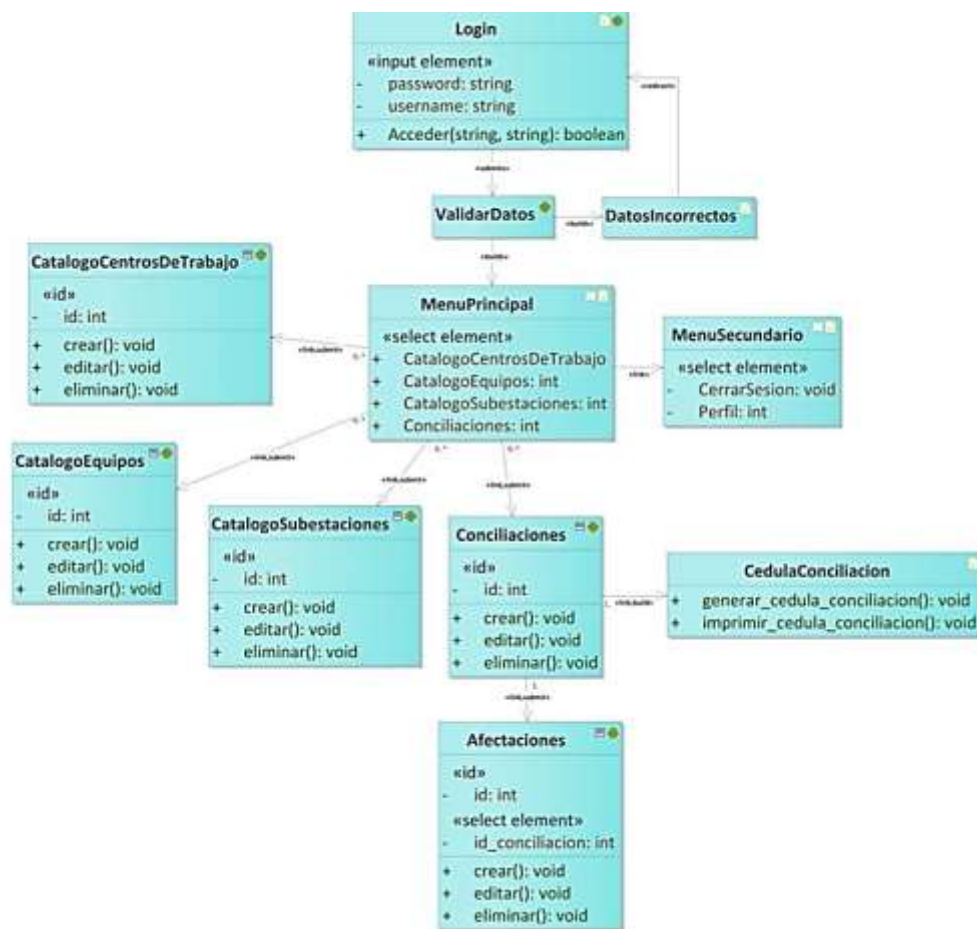 Login
«input element»
- password: string
- username: string
+ Acceder(string, string): boolean
ValidarDatos
DatosIncorrectos
CatalogoCentrosDeTrabajo
«id»
- id: int
+ crear(): void
+ editar(): void
+ eliminar(): void
MenuPrincipal
«select element»
+ CatalogoCentrosDeTrabajo
+ CatalogoEquipos: int
+ CatalogoSubestaciones: int
+ Conciliaciones: int
MenuSecundario
«select element»
- CerrarSesion: void
- Perfil: int
CatalogoEquipos
«id»
- id: int
+ crear(): void
+ editar(): void
+ eliminar(): void
CatalogoSubestaciones
«id»
- id: int
+ crear(): void
+ editar(): void
+ eliminar(): void
Conciliaciones
«id»
- id: int
+ crear(): void
+ editar(): void
+ eliminar(): void
CedulaConciliacion
+ generar_cedula_conciliacion(): void
+ imprimir_cedula_conciliacion(): void
Afectaciones
«id»
- id: int
«select element»
- id_conciliacion: int
+ crear(): void
+ editar(): void
+ eliminar(): void